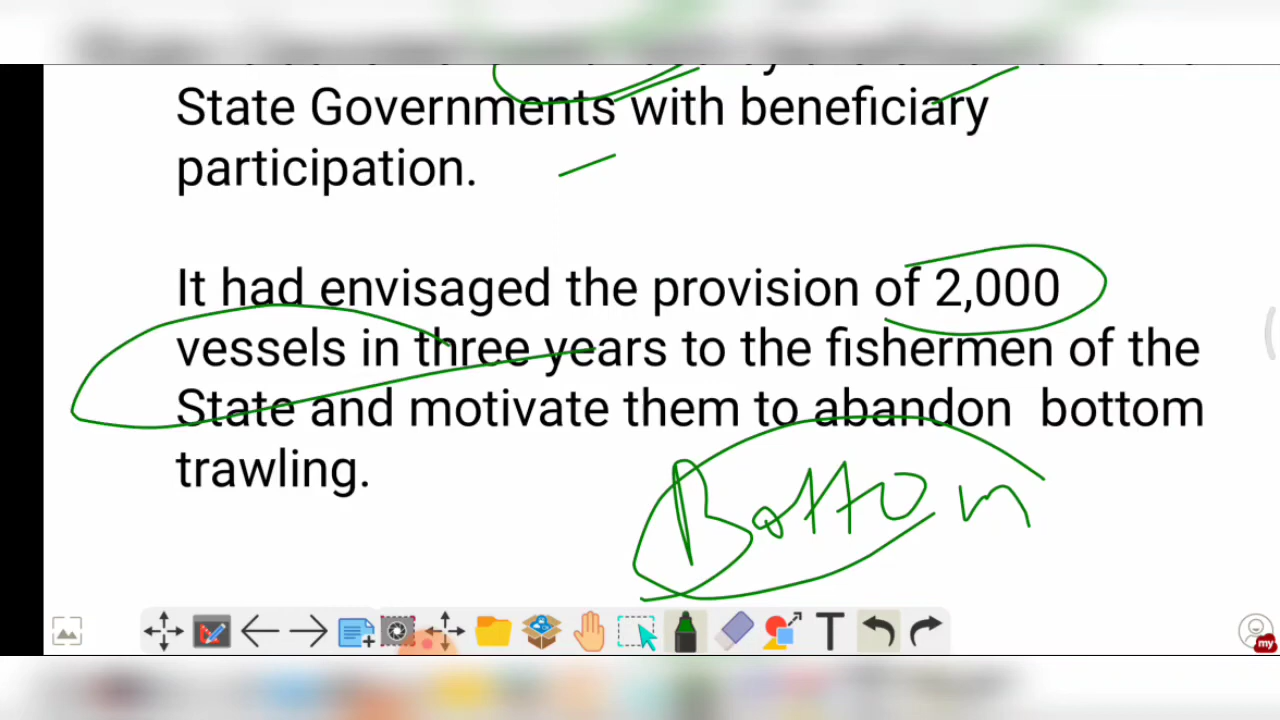 State Governments with beneficiary
participation.
It had envisaged the provision of 2,000
vessels in three years to the fishermen of the
State and motivate them to abandon bottom
trawling.
Bottom
T
my